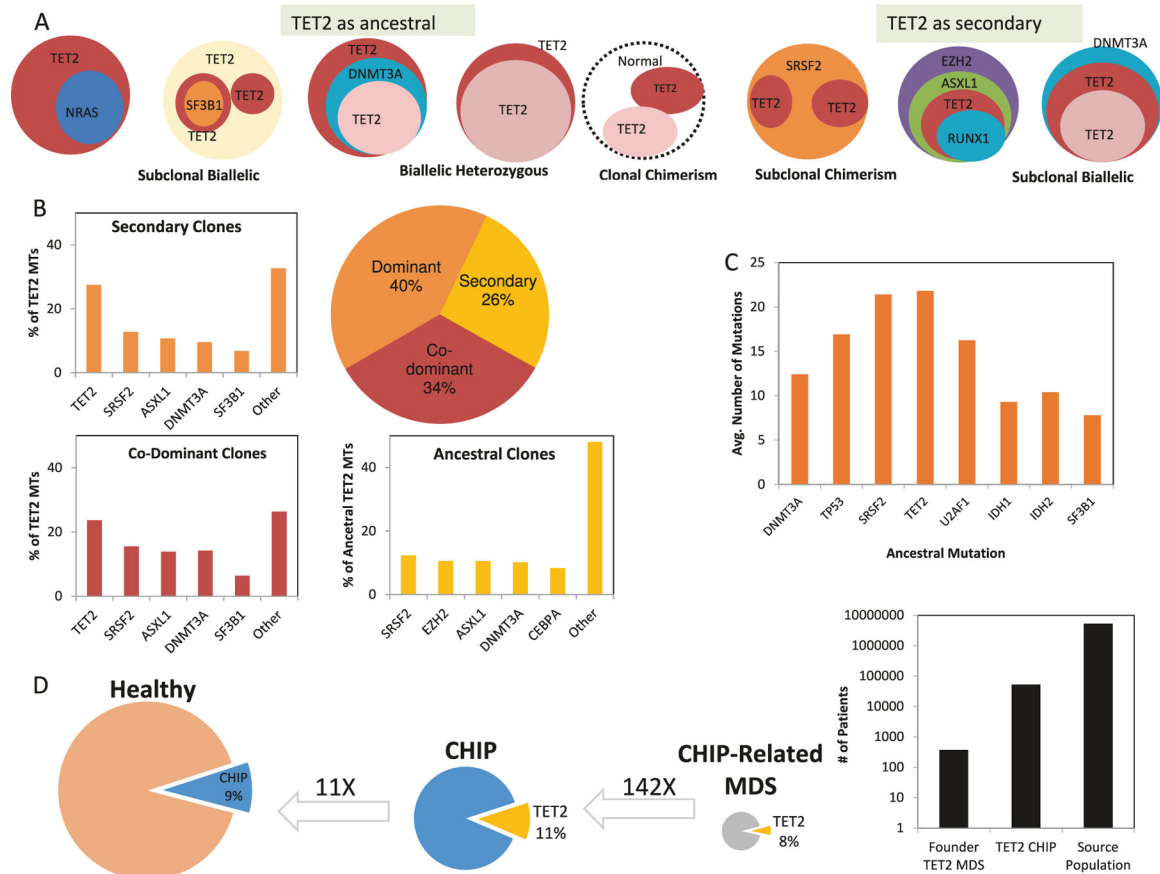 A
TET2 as ancestral
TET2 as secondary
TET2
NRAS
TET2
SF3B1
TET2
TET2
Subclonal Biallelic
TET2
DNMT3A
TET2
TET2
TET2
Biallelic Heterozygous
Normal
TET2
TET2
Clonal Chimerism
SRSF2
TET2
TET2
Subclonal Chimerism
EZH2
ASXL1
TET2
RUNX1
DNMT3A
TET2
TET2
Subclonal Biallelic
B
Secondary Clones
% of TET2 MTs
40
20
0
TET2
SRSF2
ASXL1
DNMT3A
SF3B1
Other
Dominant
40%
Secondary
26%
Co-
dominant
34%
Co-Dominant Clones
% of TET2 MTs
40
20
0
TET2
SRSF2
ASXL1
DNMT3A
SF3B1
Other
Ancestral Clones
% of Ancetral TET2 MTs
40
20
0
SRSF2
EZH2
ASXL1
DNMT3A
CEBPA
Other
C
Avg. Number of Mutations
25
20
15
10
5
0
DNMT3A
TP53
SRSF2
TET2
U2AF1
IDH1
IDH2
SF3B1
Ancestral Mutation
D
Healthy
CHIP
9%
11X
CHIP
TET2
11%
142X
CHIP-Related
MDS
TET2
8%
# of Patients
10000000
1000000
100000
10000
1000
100
10
1
Founder
TET2 MDS
TET2 CHIP
Source
Population